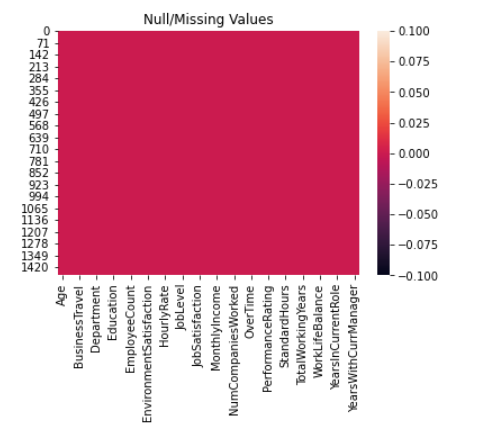 Null/Missing Values
0
71
142
213
284
355
426
497
568
639
710
781
852
923
994
1065
1136
1207
1278
1349
1420
0.100
0.075
0.050
0.025
0.000
−0.025
−0.050
−0.075
−0.100
Age
BusinessTravel
Department
Education
EmployeeCount
EnvironmentSatisfaction
HourlyRate
JobLevel
JobSatisfaction
MonthlyIncome
NumCompaniesWorked
OverTime
PerformanceRating
StandardHours
TotalWorkingYears
WorkLifeBalance
YearsInCurrentRole
YearsWithCurrManager